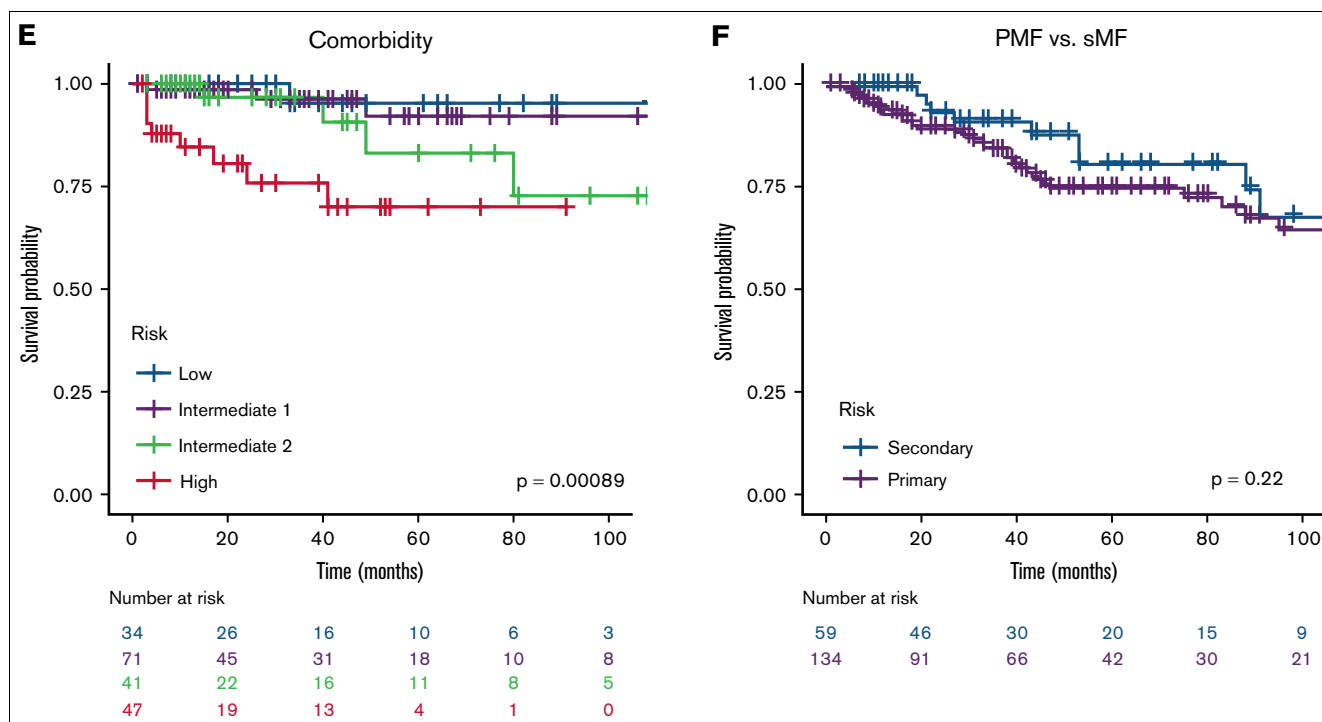 E
Comorbidity
1.00
0.75
0.50
0.25
0.00
Survival probability
Risk
Low
Intermediate 1
Intermediate 2
High
p = 0.00089
0 20 40 60 80 100
Time (months)
Number at risk
34 26 16 10 6 3
71 45 31 18 10 8
41 22 16 11 8 5
47 19 13 4 1 0
F
PMF vs. sMF
1.00
0.75
0.50
0.25
0.00
Survival probability
Risk
Secondary
Primary
p = 0.22
0 20 40 60 80 100
Time (months)
Number at risk
59 46 30 20 15 9
134 91 66 42 30 21